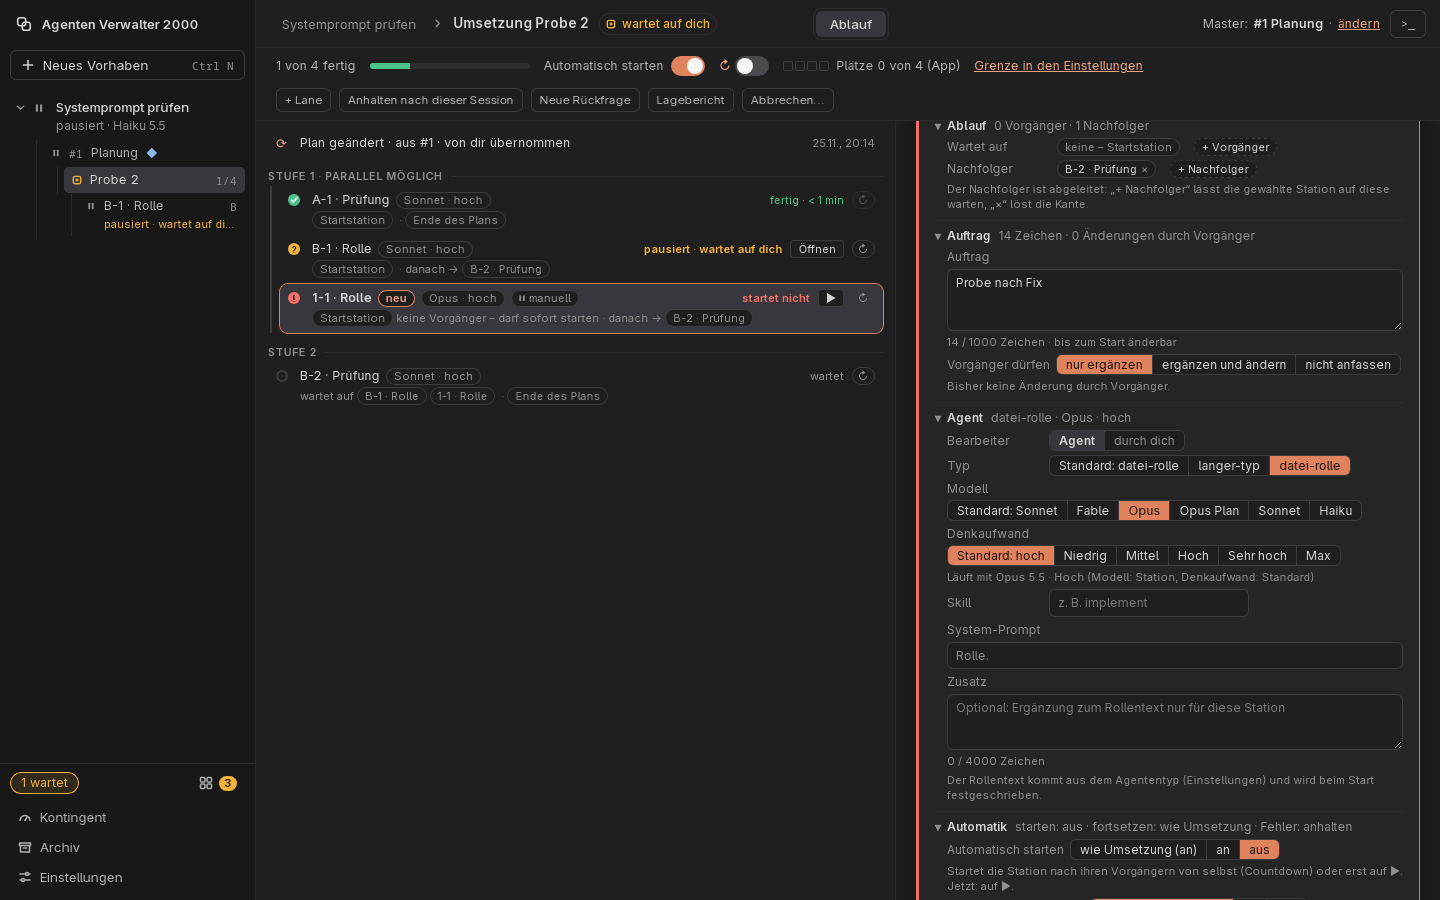 Agenten Verwalter 2000
Neues Vorhaben Ctrl N
Systemprompt prüfen
pausiert · Haiku 5.5
#1 Planung
Probe 2 1/4
B-1 · Rolle B
pausiert · wartet auf di…
1 wartet 3
Kontingent
Archiv
Einstellungen
Systemprompt prüfen > Umsetzung Probe 2 wartet auf dich Ablauf Master: #1 Planung · ändern >_
1 von 4 fertig Automatisch starten Plätze 0 von 4 (App) Grenze in den Einstellungen
+ Lane Anhalten nach dieser Session Neue Rückfrage Lagebericht Abbrechen…
Plan geändert · aus #1 · von dir übernommen 25.11., 20:14
STUFE 1 · PARALLEL MÖGLICH
A-1 · Prüfung Sonnet · hoch fertig · < 1 min
Startstation · Ende des Plans
B-1 · Rolle Sonnet · hoch pausiert · wartet auf dich Öffnen
Startstation · danach → B-2 · Prüfung
1-1 · Rolle neu Opus · hoch manuell startet nicht
Startstation keine Vorgänger – darf sofort starten · danach → B-2 · Prüfung
STUFE 2
B-2 · Prüfung Sonnet · hoch wartet
wartet auf B-1 · Rolle 1-1 · Rolle · Ende des Plans
▼ Ablauf 0 Vorgänger · 1 Nachfolger
Wartet auf keine – Startstation + Vorgänger
Nachfolger B-2 · Prüfung × + Nachfolger
Der Nachfolger ist abgeleitet: „+ Nachfolger“ lässt die gewählte Station auf diese
warten, „×“ löst die Kante.
▼ Auftrag 14 Zeichen · 0 Änderungen durch Vorgänger
Auftrag
Probe nach Fix
14 / 1000 Zeichen · bis zum Start änderbar
Vorgänger dürfen nur ergänzen ergänzen und ändern nicht anfassen
Bisher keine Änderung durch Vorgänger.
▼ Agent datei-rolle · Opus · hoch
Bearbeiter Agent durch dich
Typ Standard: datei-rolle langer-typ datei-rolle
Modell
Standard: Sonnet Fable Opus Opus Plan Sonnet Haiku
Denkaufwand
Standard: hoch Niedrig Mittel Hoch Sehr hoch Max
Läuft mit Opus 5.5 · Hoch (Modell: Station, Denkaufwand: Standard)
Skill z. B. implement
System-Prompt
Rolle.
Zusatz
Optional: Ergänzung zum Rollentext nur für diese Station
0 / 4000 Zeichen
Der Rollentext kommt aus dem Agententyp (Einstellungen) und wird beim Start
festgeschrieben.
▼ Automatik starten: aus · fortsetzen: wie Umsetzung · Fehler: anhalten
Automatisch starten wie Umsetzung (an) an aus
Startet die Station nach ihren Vorgängern von selbst (Countdown) oder erst auf ▶.
Jetzt: auf ▶.